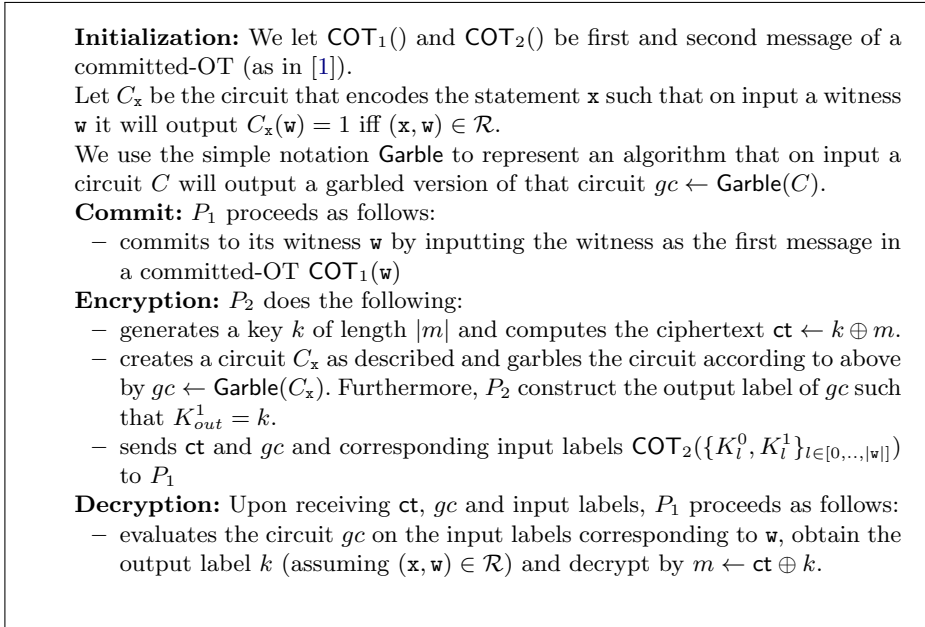 Initialization: We let COT₁() and COT₂() be first and second message of a
committed-OT (as in [1]).
Let Cₓ be the circuit that encodes the statement x such that on input a witness
w it will output Cₓ(w) = 1 iff (x, w) ∈ ℛ.
We use the simple notation Garble to represent an algorithm that on input a
circuit C will output a garbled version of that circuit gc ← Garble(C).
Commit: P₁ proceeds as follows:
– commits to its witness w by inputting the witness as the first message in
a committed-OT COT₁(w)
Encryption: P₂ does the following:
– generates a key k of length |m| and computes the ciphertext ct ← k ⊕ m.
– creates a circuit Cₓ as described and garbles the circuit according to above
by gc ← Garble(Cₓ). Furthermore, P₂ construct the output label of gc such
that K¹_{out} = k.
– sends ct and gc and corresponding input labels COT₂({K⁰_l, K¹_l}_{l∈[0,..,|w|]})
to P₁
Decryption: Upon receiving ct, gc and input labels, P₁ proceeds as follows:
– evaluates the circuit gc on the input labels corresponding to w, obtain the
output label k (assuming (x, w) ∈ ℛ) and decrypt by m ← ct ⊕ k.